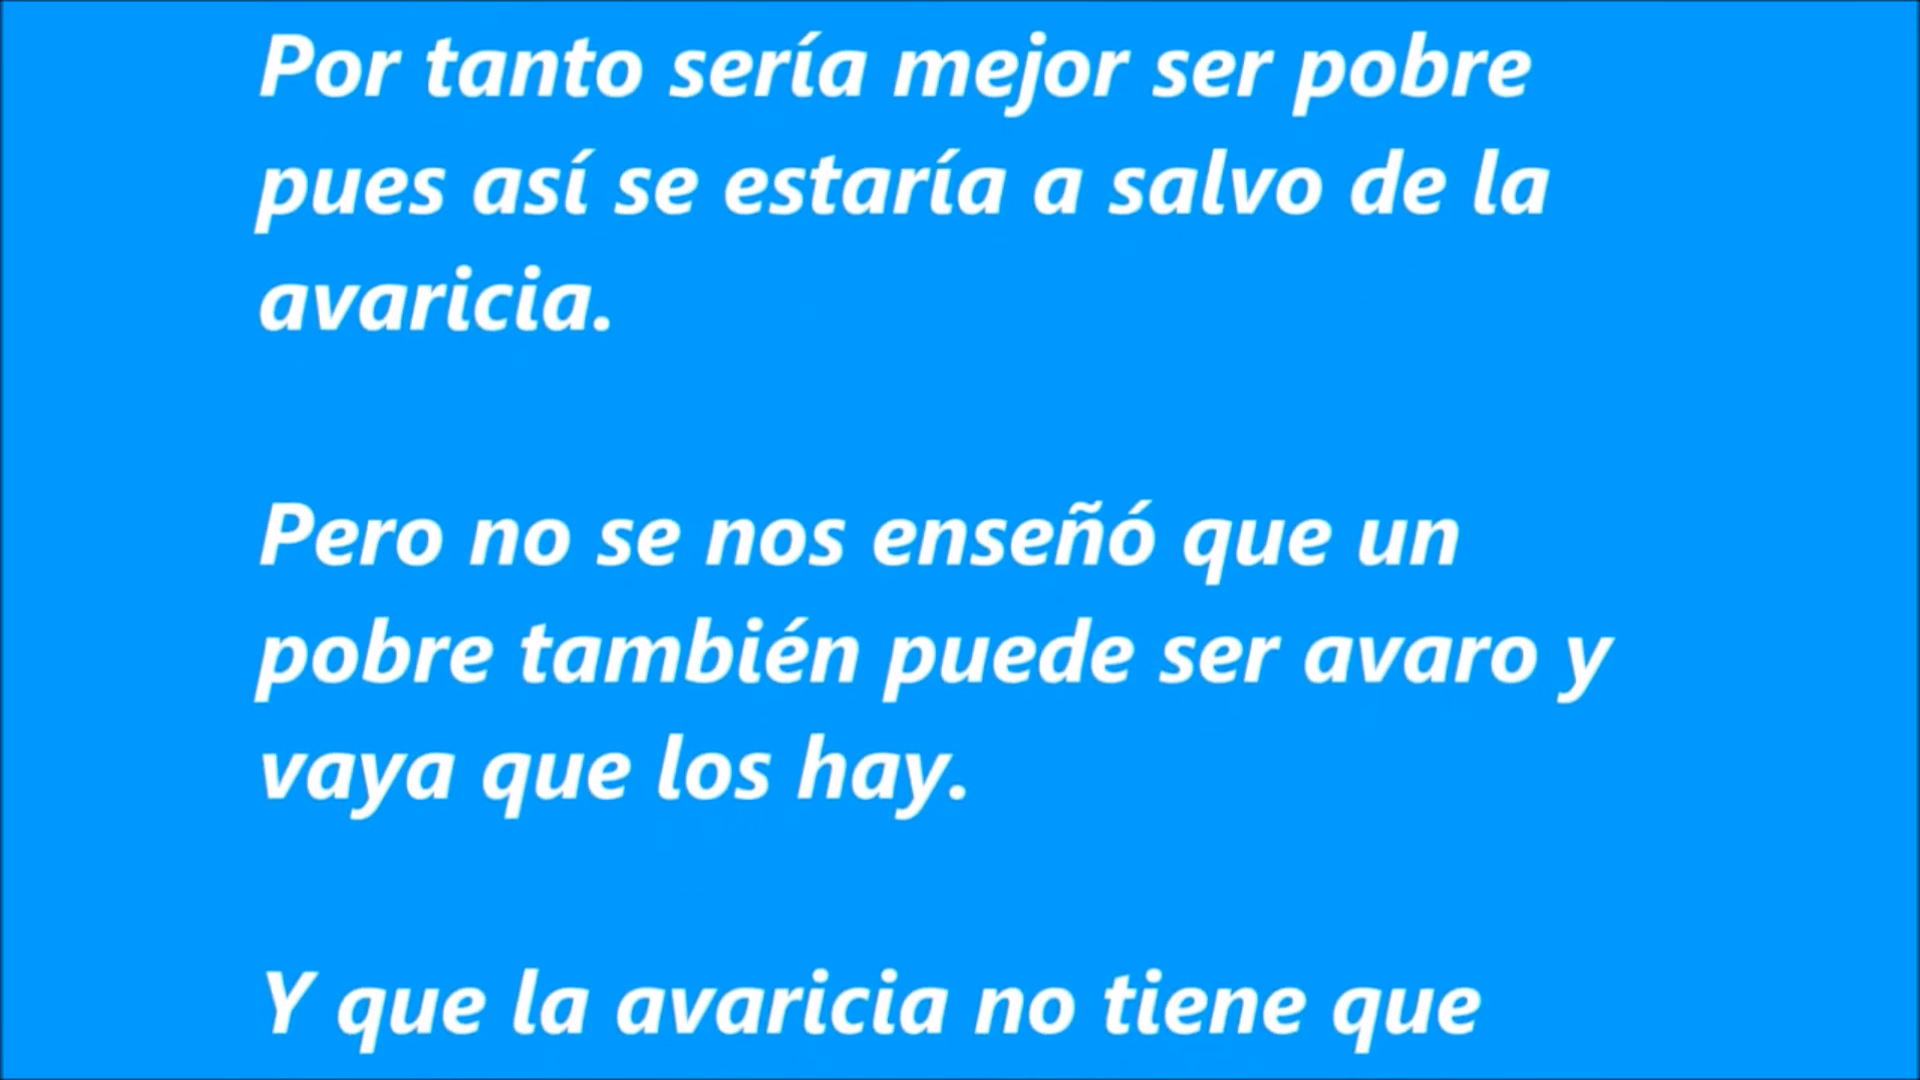 Por tanto sería mejor ser pobre
pues así se estaría a salvo de la
avaricia.
Pero no se nos enseñó que un
pobre también puede ser avaro y
vaya que los hay.
Y que la avaricia no tiene que